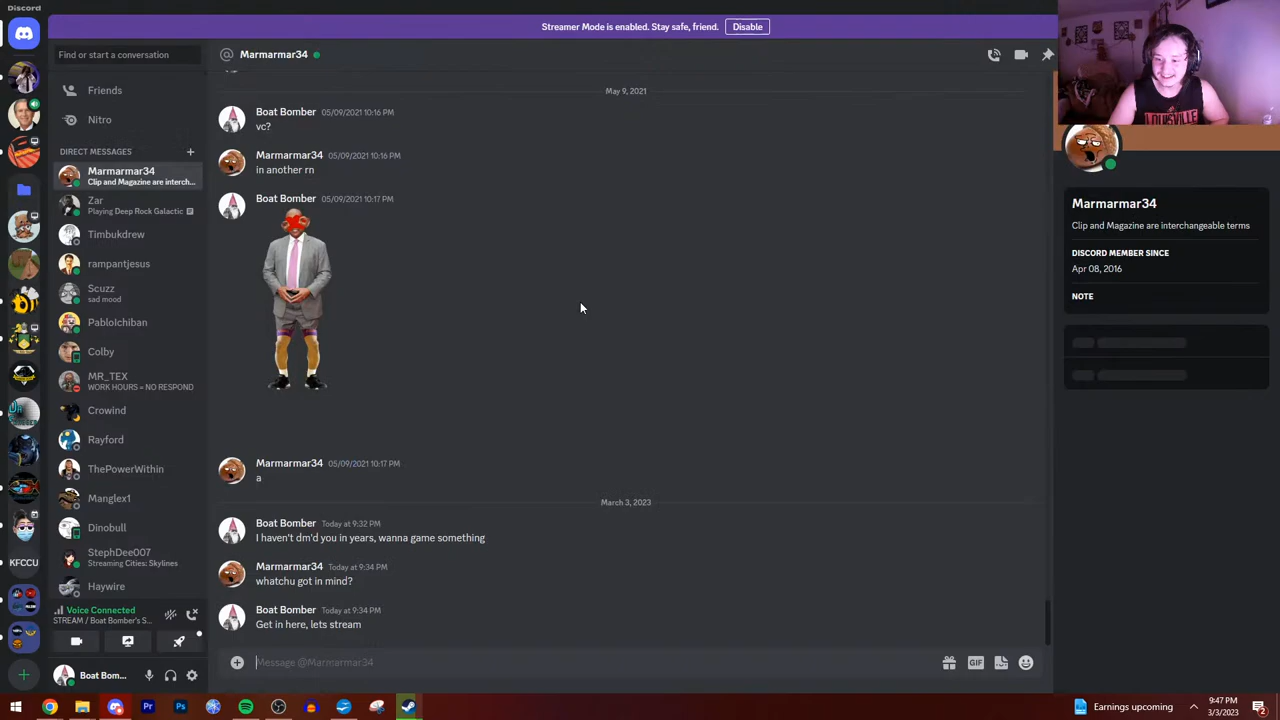 Discord
Streamer Mode is enabled. Stay safe, friend.
Disable
Find or start a conversation
Friends
Nitro
DIRECT MESSAGES
Marmarmar34
Clip and Magazine are interch...
Zar
Playing Deep Rock Galactic
Timbukdrew
rampantjesus
Scuzz
sad mood
PabloIchiban
Colby
MR_TEX
WORK HOURS = NO RESPOND
Crowind
Rayford
ThePowerWithin
Manglex1
Dinobull
StephDee007
Streaming Cities: Skylines
Haywire
KFCCU
Voice Connected
STREAM / Boat Bomber's S...
Boat Bom...
Marmarmar34
May 9, 2021
Boat Bomber 05/09/2021 10:16 PM
vc?
Marmarmar34 05/09/2021 10:16 PM
in another rn
Boat Bomber 05/09/2021 10:17 PM
Marmarmar34 05/09/2021 10:17 PM
a
March 3, 2023
Boat Bomber Today at 9:32 PM
I haven't dm'd you in years, wanna game something
Marmarmar34 Today at 9:34 PM
whatchu got in mind?
Boat Bomber Today at 9:34 PM
Get in here, lets stream
Message @Marmarmar34
GIF
LOUISVILLE
Marmarmar34
Clip and Magazine are interchangeable terms
DISCORD MEMBER SINCE
Apr 08, 2016
NOTE
Pr
Ps
Earnings upcoming
9:47 PM
3/3/2023
2